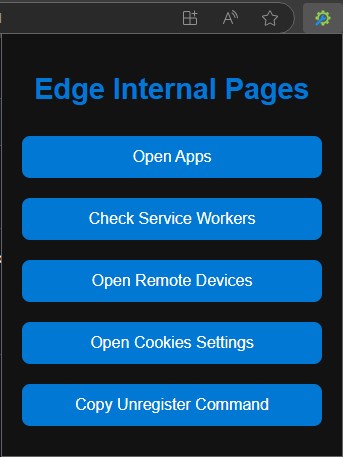 Edge Internal Pages
Open Apps
Check Service Workers
Open Remote Devices
Open Cookies Settings
Copy Unregister Command